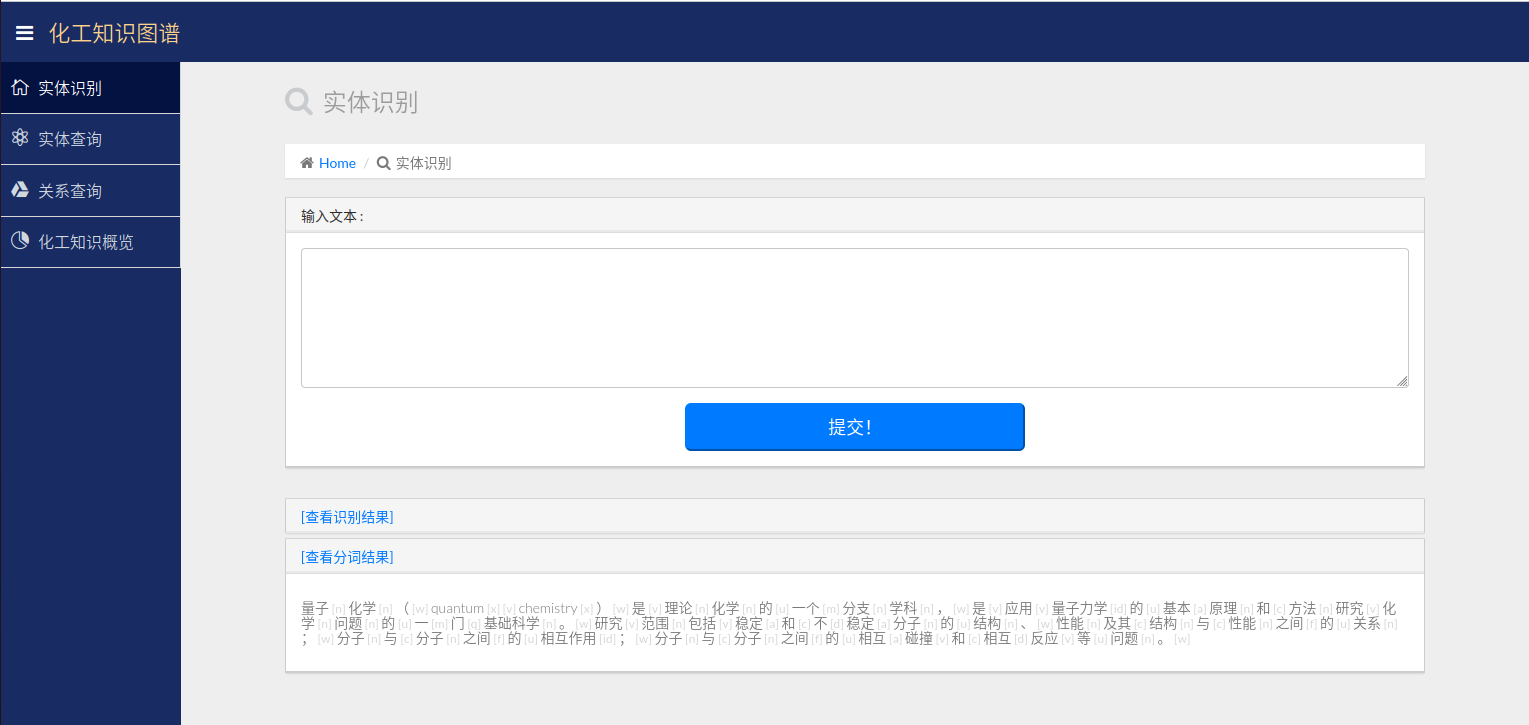 化工知识图谱
实体识别
实体查询
关系查询
化工知识概览
实体识别
Home / 实体识别
输入文本 :
提交!
[查看识别结果]
[查看分词结果]
量子 [n] 化学 [n] （ [w] quantum [x] [v] chemistry [x] ） [w] 是 [v] 理论 [n] 化学 [n] 的 [u] 一个 [m] 分支 [n] 学科 [n] ， [w] 是 [v] 应用 [v] 量子力学 [id] 的 [u] 基本 [a] 原理 [n] 和 [c] 方法 [n] 研究 [v] 化
学 [n] 问题 [n] 的 [u] 一 [m] 门 [q] 基础科学 [n] 。 [w] 研究 [v] 范围 [n] 包括 [v] 稳定 [a] 和 [c] 不 [d] 稳定 [a] 分子 [n] 的 [u] 结构 [n] 、 [w] 性能 [n] 及其 [c] 结构 [n] 与 [c] 性能 [n] 之间 [f] 的 [u] 关系 [n]
； [w] 分子 [n] 与 [c] 分子 [n] 之间 [f] 的 [u] 相互作用 [id] ； [w] 分子 [n] 与 [c] 分子 [n] 之间 [f] 的 [u] 相互 [a] 碰撞 [v] 和 [c] 相互 [d] 反应 [v] 等 [u] 问题 [n] 。 [w]